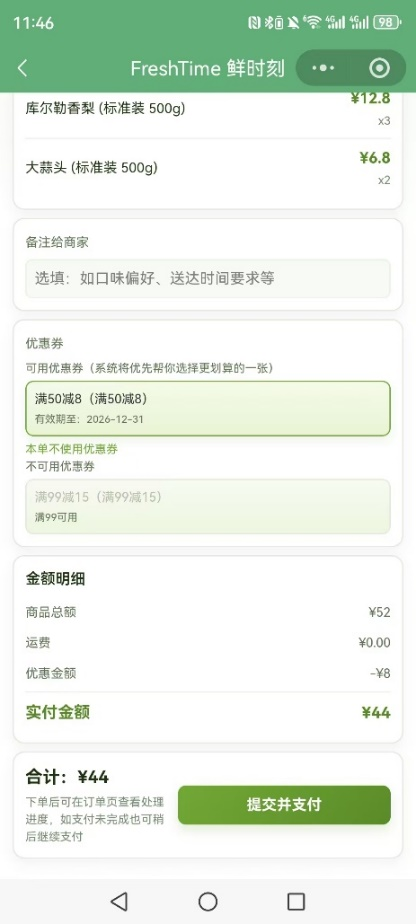 11:46
4G 4G 98
FreshTime 鲜时刻
库尔勒香梨 (标准装 500g)
¥12.8
x3
大蒜头 (标准装 500g)
¥6.8
x2
备注给商家
选填：如口味偏好、送达时间要求等
优惠券
可用优惠券（系统将优先帮你选择更划算的一张）
满50减8（满50减8）
有效期至：2026-12-31
本单不使用优惠券
不可用优惠券
满99减15（满99减15）
满99可用
金额明细
商品总额 ¥52
运费 ¥0.00
优惠金额 -¥8
实付金额 ¥44
合计：¥44
下单后可在订单页查看处理
进度，如支付未完成也可稍
后继续支付
提交并支付